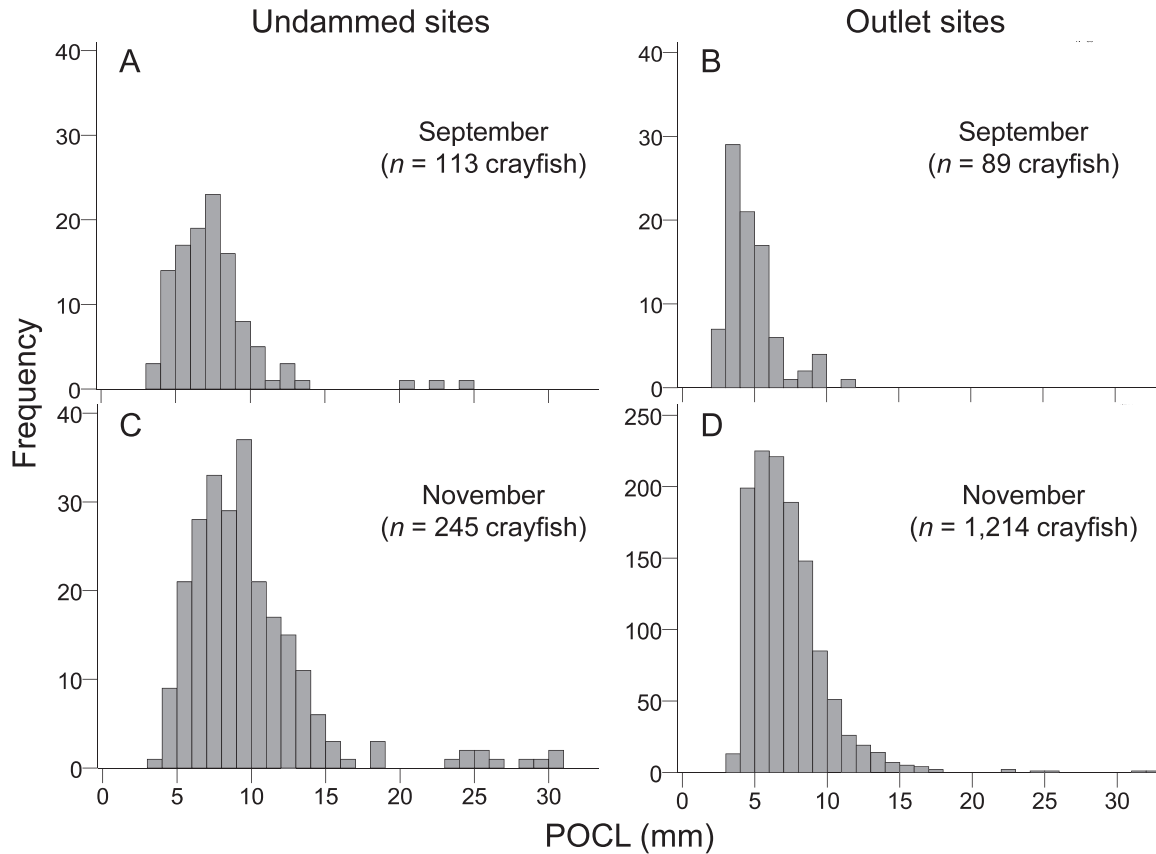 Undammed sites
Outlet sites
Frequency
A
September
(n = 113 crayfish)
40
30
20
10
0
B
September
(n = 89 crayfish)
40
30
20
10
0
C
November
(n = 245 crayfish)
40
30
20
10
0
0 5 10 15 20 25 30
D
November
(n = 1,214 crayfish)
250
200
150
100
50
0
0 5 10 15 20 25 30
POCL (mm)